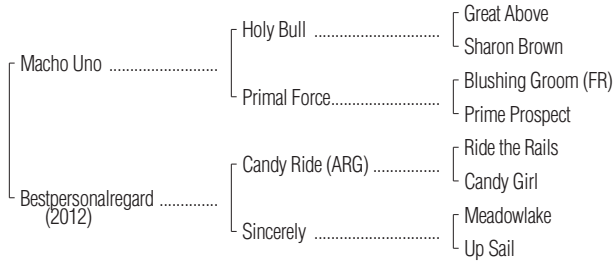 Great Above
Holy Bull ....................
Sharon Brown
Macho Uno ......................
Blushing Groom (FR)
Primal Force......................
Prime Prospect
Ride the Rails
Candy Ride (ARG) .............
Candy Girl
Bestpersonalregard ............
(2012)
Meadowlake
Sincerely .........................
Up Sail